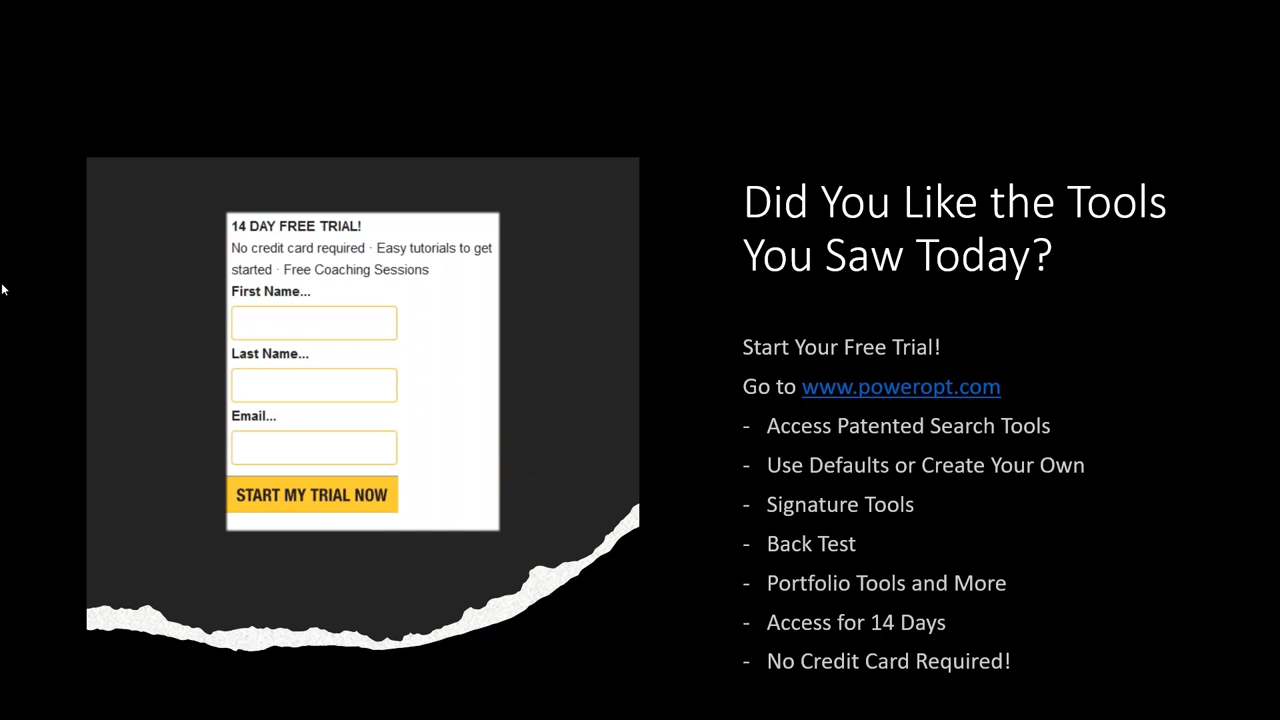 14 DAY FREE TRIAL!
No credit card required · Easy tutorials to get
started · Free Coaching Sessions
First Name...
Last Name...
Email...
START MY TRIAL NOW
Did You Like the Tools
You Saw Today?
Start Your Free Trial!
Go to www.poweropt.com
- Access Patented Search Tools
- Use Defaults or Create Your Own
- Signature Tools
- Back Test
- Portfolio Tools and More
- Access for 14 Days
- No Credit Card Required!